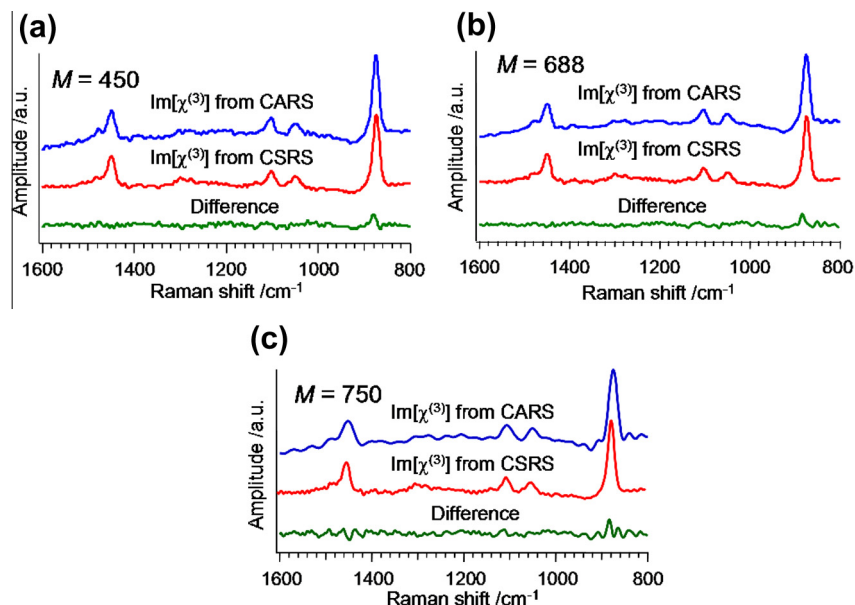 (a)
M = 450
Im[χ(3)] from CARS
Im[χ(3)] from CSRS
Difference
Amplitude /a.u.
1600 1400 1200 1000 800
Raman shift /cm-1
(b)
M = 688
Im[χ(3)] from CARS
Im[χ(3)] from CSRS
Difference
Amplitude /a.u.
1600 1400 1200 1000 800
Raman shift /cm-1
(c)
M = 750
Im[χ(3)] from CARS
Im[χ(3)] from CSRS
Difference
Amplitude /a.u.
1600 1400 1200 1000 800
Raman shift /cm-1